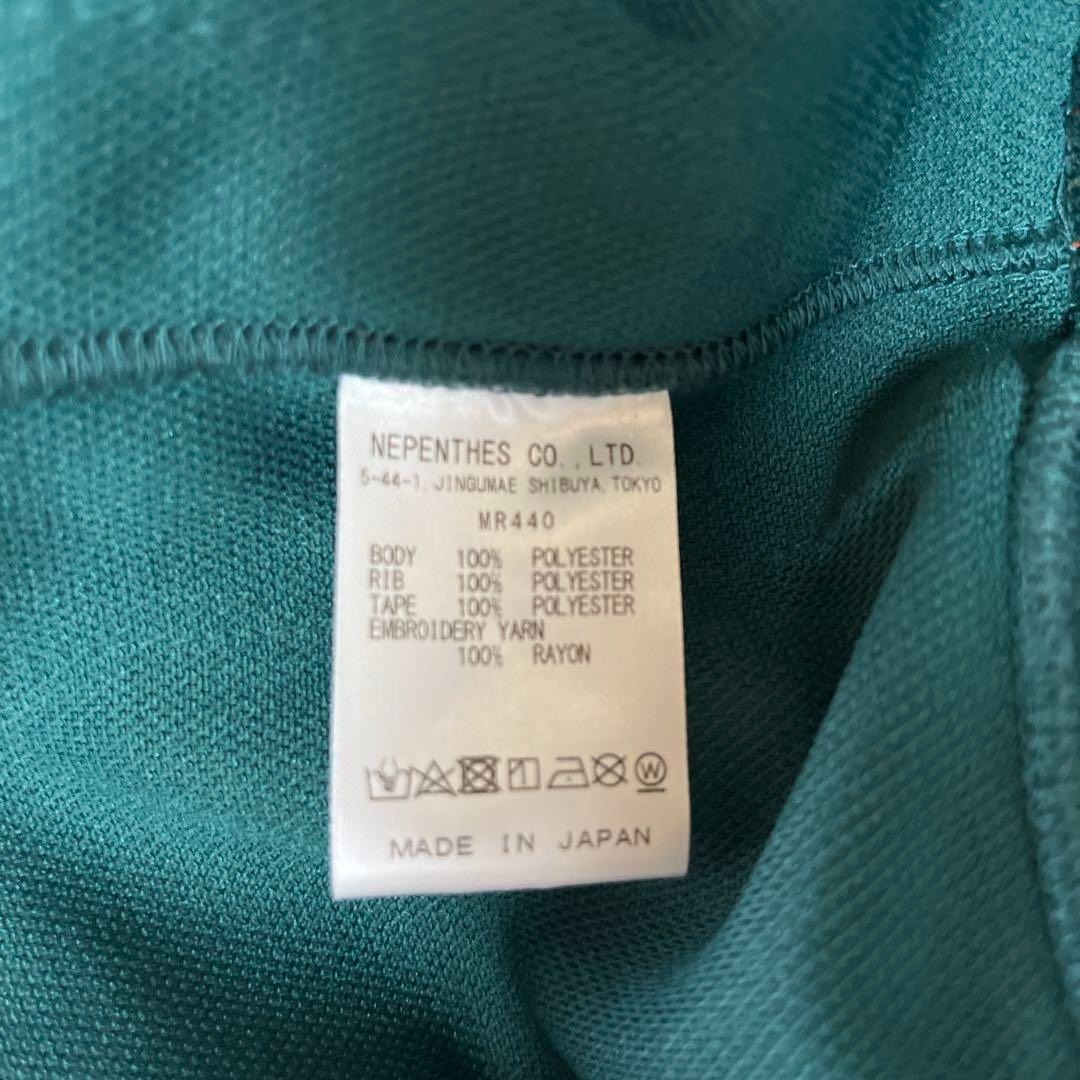 NEPENTHES CO.,LTD.
5-44-1, JINGUMAE SHIBUYA, TOKYO
MR440
BODY 100% POLYESTER
RIB 100% POLYESTER
TAPE 100% POLYESTER
EMBROIDERY YARN
100% RAYON
W
MADE IN JAPAN